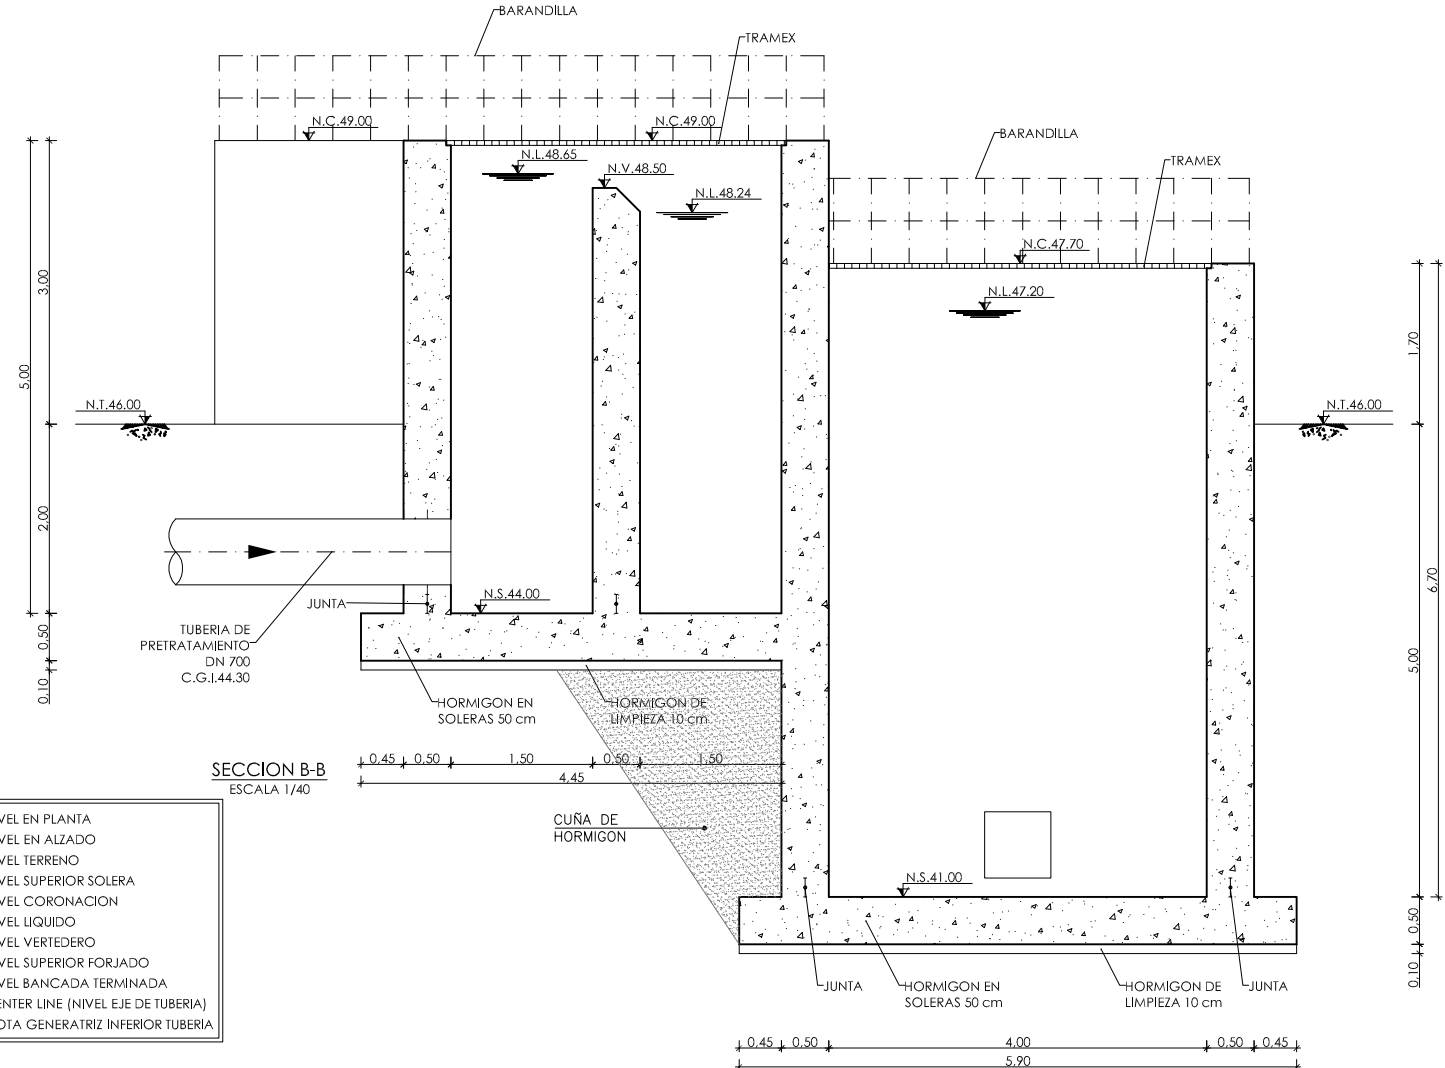 BARANDILLA
TRAMEX
N.C.49.00
N.C.49.00
BARANDILLA
N.L.48.65
N.V.48.50
TRAMEX
N.L.48.24
N.C.47.70
3,00
N.L.47.20
1,70
5,00
N.T.46.00
N.T.46.00
2,00
6,70
N.S.44.00
JUNTA
TUBERIA DE
PRETRATAMIENTO
DN 700
C.G.I.44.30
0,50
5,00
0,10
HORMIGON EN
SOLERAS 50 cm
HORMIGON DE
LIMPIEZA 10 cm
0,45 0,50 1,50 0,50 1,50
4,45
SECCION B-B
ESCALA 1/40
CUÑA DE
HORMIGON
VEL EN PLANTA
VEL EN ALZADO
VEL TERRENO
VEL SUPERIOR SOLERA
VEL CORONACION
VEL LIQUIDO
VEL VERTEDERO
VEL SUPERIOR FORJADO
VEL BANCADA TERMINADA
ENTER LINE (NIVEL EJE DE TUBERIA)
OTA GENERATRIZ INFERIOR TUBERIA
N.S.41.00
0,50
0,10
JUNTA
HORMIGON EN
SOLERAS 50 cm
HORMIGON DE
LIMPIEZA 10 cm
JUNTA
0,45 0,50 4,00 0,50 0,45
5,90